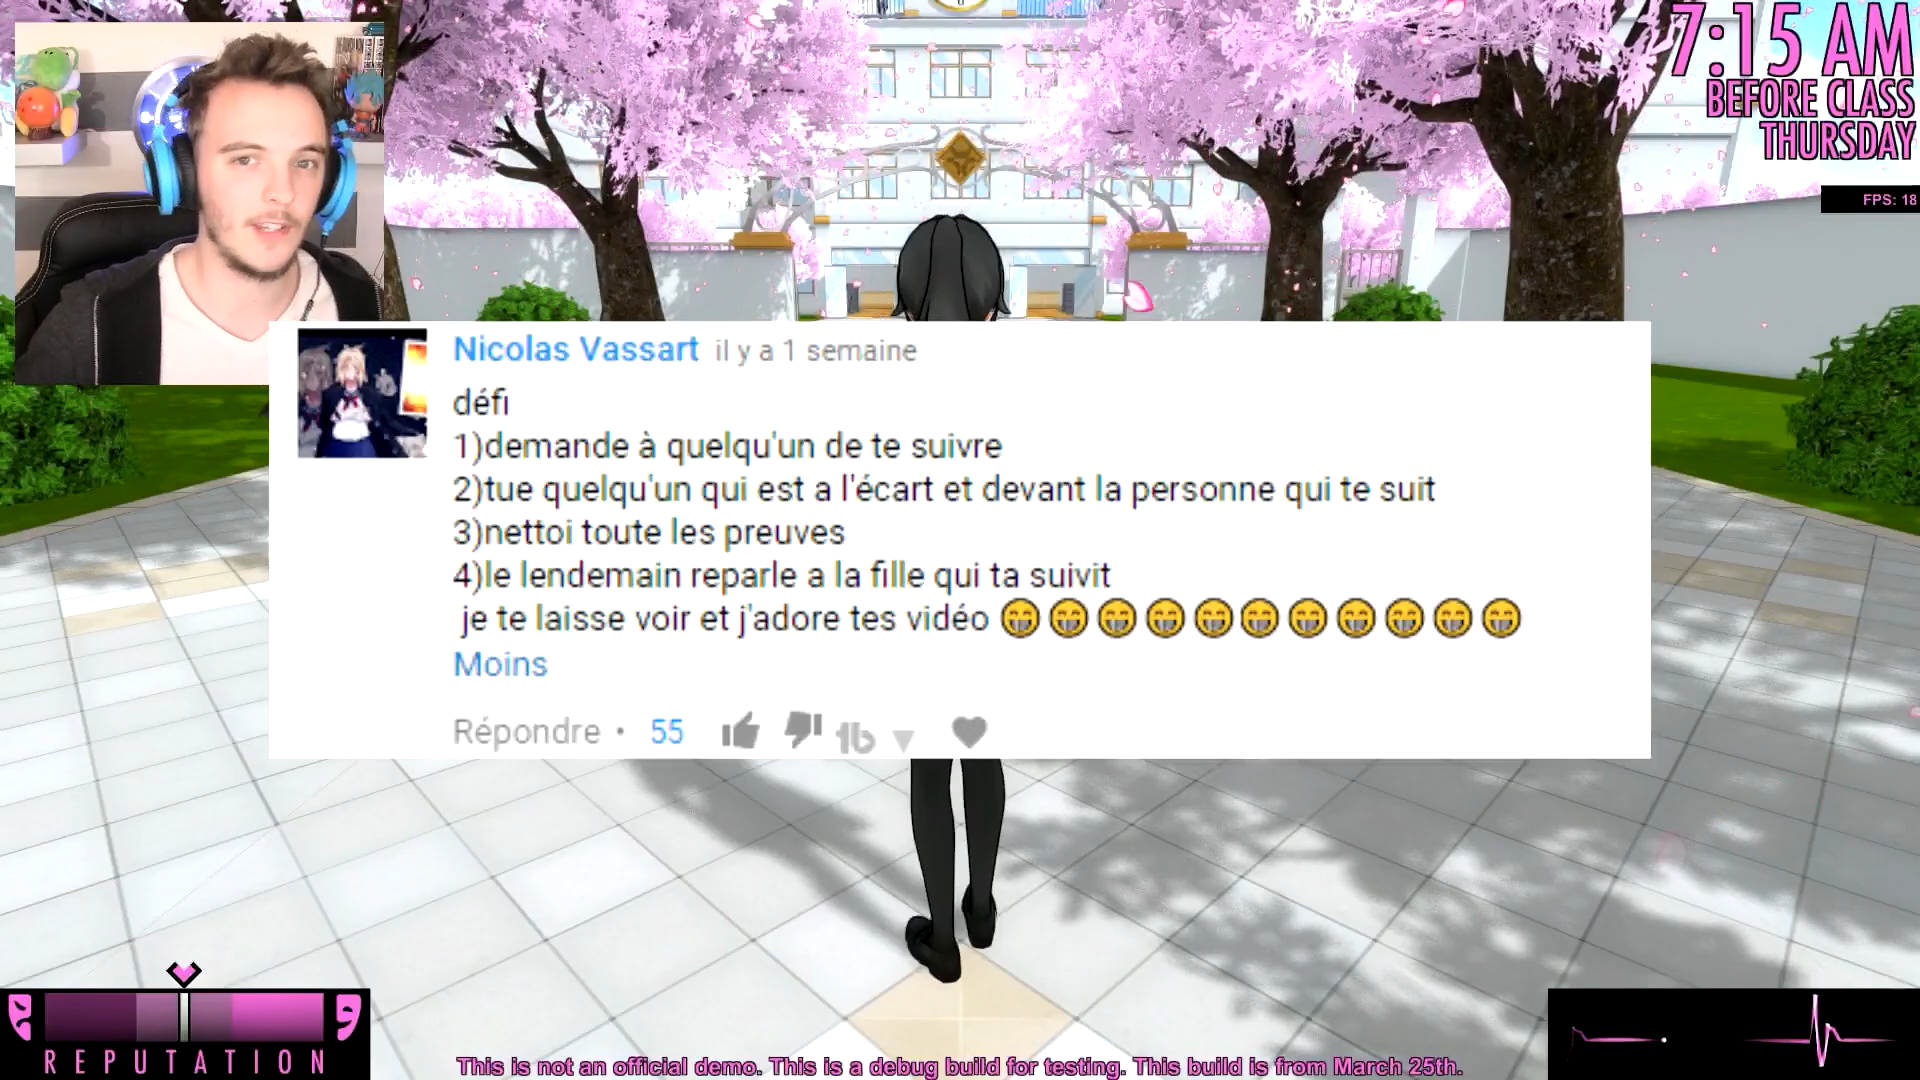 7:15 AM
BEFORE CLASS
THURSDAY
FPS: 18
Nicolas Vassart il y a 1 semaine
défi
1)demande à quelqu'un de te suivre
2)tue quelqu'un qui est a l'écart et devant la personne qui te suit
3)nettoi toute les preuves
4)le lendemain reparle a la fille qui ta suivit
je te laisse voir et j'adore tes vidéo 😁😁😁😁😁😁😁😁😁😁😁
Moins
Répondre • 55
REPUTATION
This is not an official demo. This is a debug build for testing. This build is from March 25th.